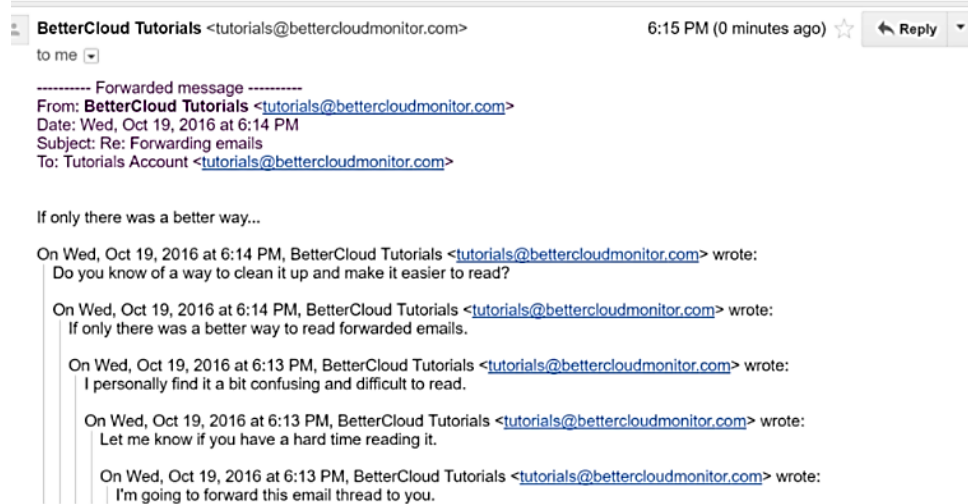 BetterCloud Tutorials <tutorials@bettercloudmonitor.com> 6:15 PM (0 minutes ago) Reply
to me
---------- Forwarded message ----------
From: BetterCloud Tutorials <tutorials@bettercloudmonitor.com>
Date: Wed, Oct 19, 2016 at 6:14 PM
Subject: Re: Forwarding emails
To: Tutorials Account <tutorials@bettercloudmonitor.com>
If only there was a better way...
On Wed, Oct 19, 2016 at 6:14 PM, BetterCloud Tutorials <tutorials@bettercloudmonitor.com> wrote:
Do you know of a way to clean it up and make it easier to read?
On Wed, Oct 19, 2016 at 6:14 PM, BetterCloud Tutorials <tutorials@bettercloudmonitor.com> wrote:
If only there was a better way to read forwarded emails.
On Wed, Oct 19, 2016 at 6:13 PM, BetterCloud Tutorials <tutorials@bettercloudmonitor.com> wrote:
I personally find it a bit confusing and difficult to read.
On Wed, Oct 19, 2016 at 6:13 PM, BetterCloud Tutorials <tutorials@bettercloudmonitor.com> wrote:
Let me know if you have a hard time reading it.
On Wed, Oct 19, 2016 at 6:13 PM, BetterCloud Tutorials <tutorials@bettercloudmonitor.com> wrote:
I'm going to forward this email thread to you.